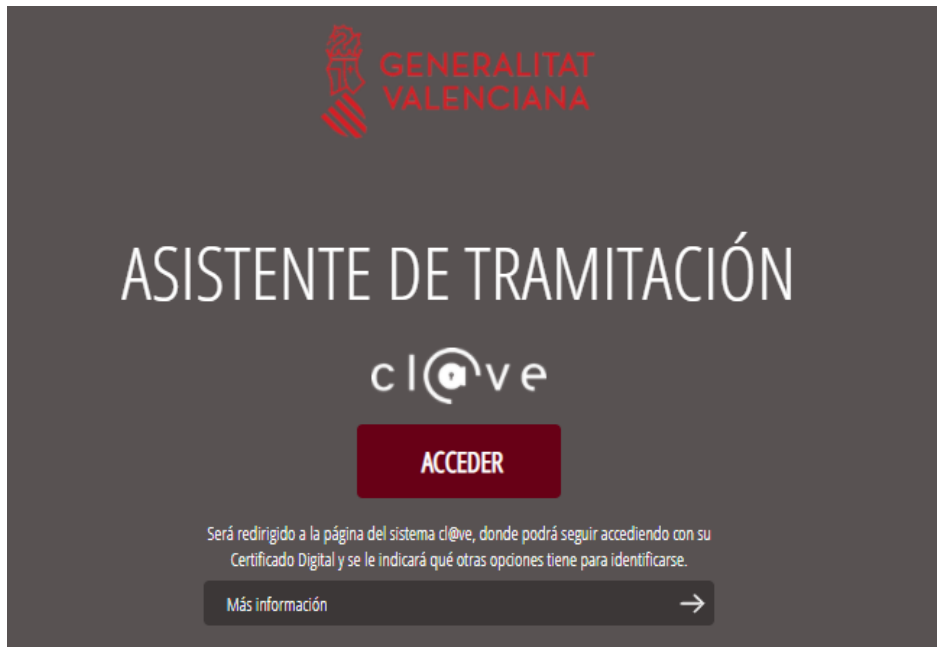 GENERALITAT
VALENCIANA
ASISTENTE DE TRAMITACIÓN
cl@ve
ACCEDER
Será redirigido a la página del sistema cl@ve, donde podrá seguir accediendo con su
Certificado Digital y se le indicará qué otras opciones tiene para identificarse.
Más información